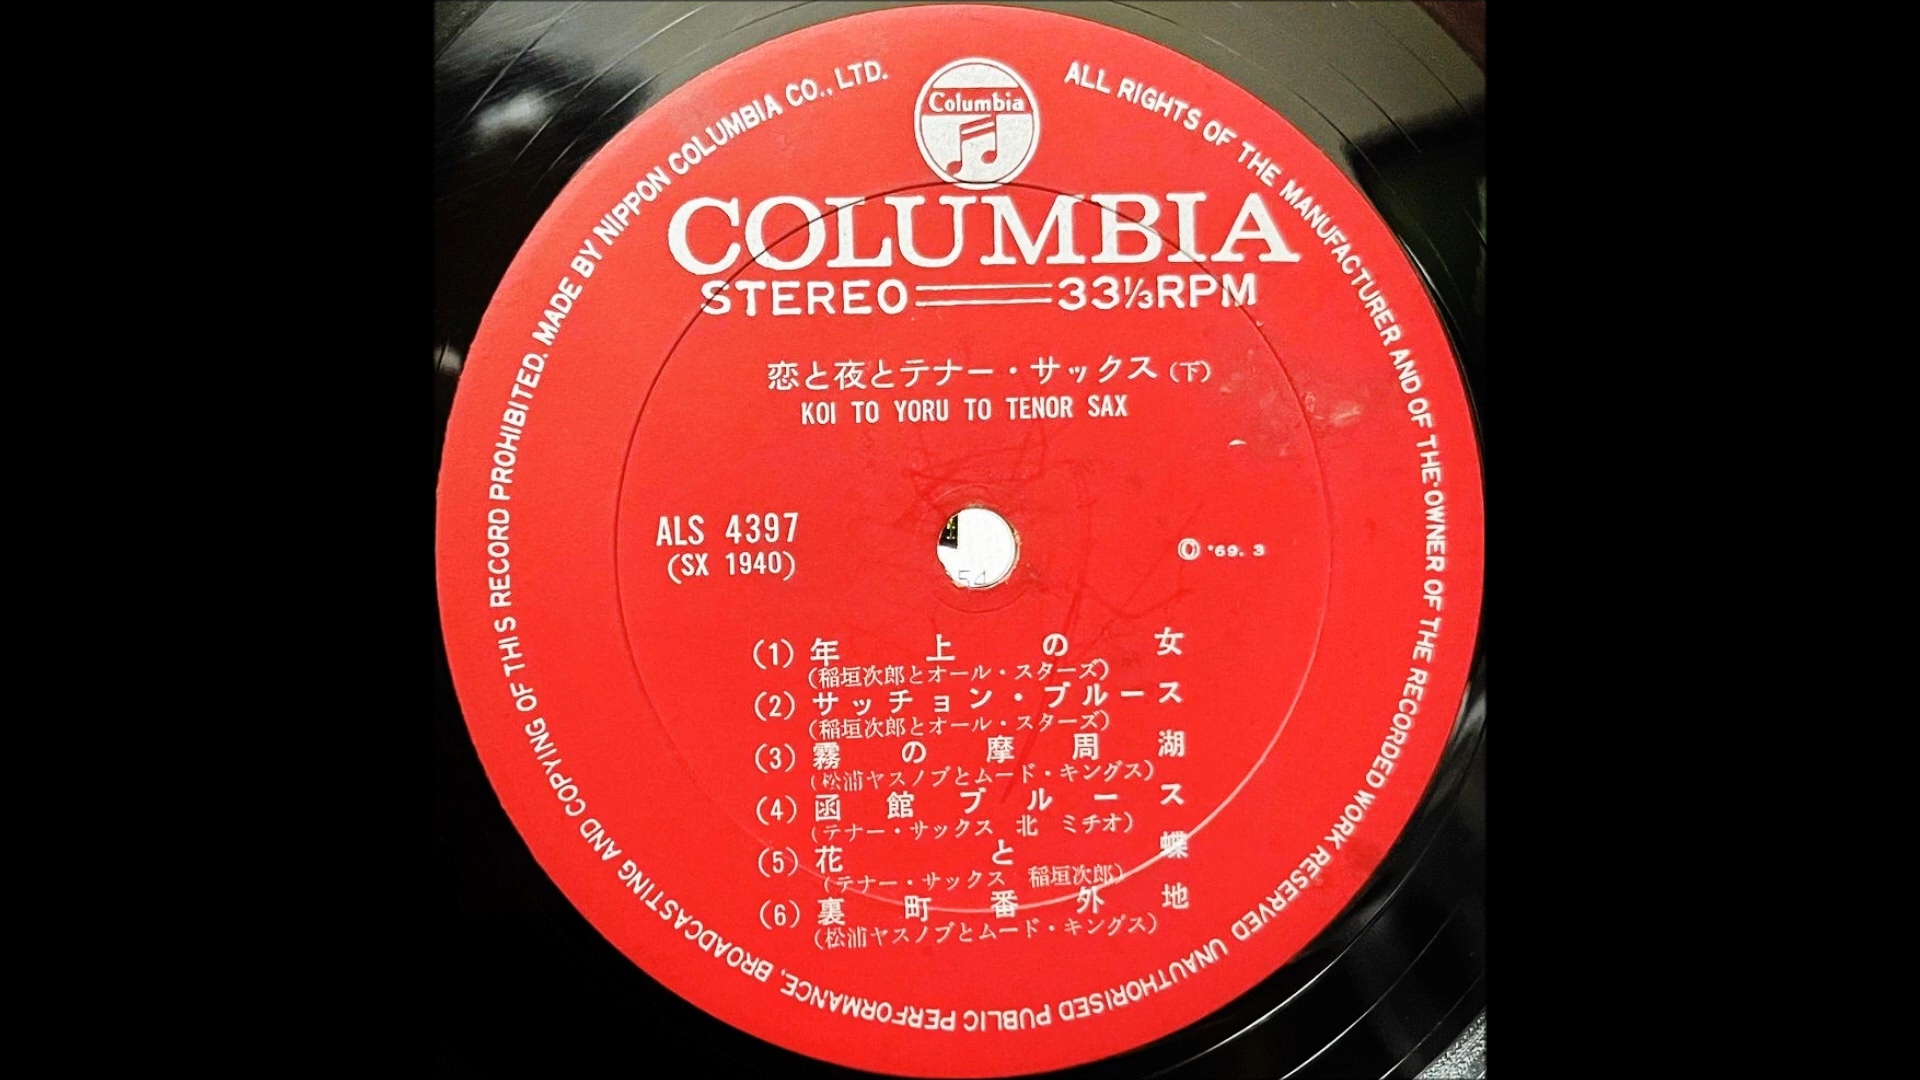 Columbia
COLUMBIA
STEREO 33⅓RPM
恋と夜とテナー・サックス（下）
KOI TO YORU TO TENOR SAX
ALS 4397
(SX 1940)
Ⓒ '69. 3
(1) 年上の女
(稲垣次郎とオール・スターズ)
(2) サッチョン・ブルース
(稲垣次郎とオール・スターズ)
(3) 霧の摩周湖
(松浦ヤスノブとムード・キングス)
(4) 函館ブルース
(テナー・サックス 北 ミチオ)
(5) 花と蝶
(テナー・サックス 稲垣次郎)
(6) 裏町番外地
(松浦ヤスノブとムード・キングス)
ALL RIGHTS OF THE MANUFACTURER AND OF THE OWNER OF THE RECORDED WORK RESERVED UNAUTHORISED PUBLIC PERFORMANCE, BROADCASTING AND COPYING OF THIS RECORD PROHIBITED. MADE BY NIPPON COLUMBIA CO., LTD.
54